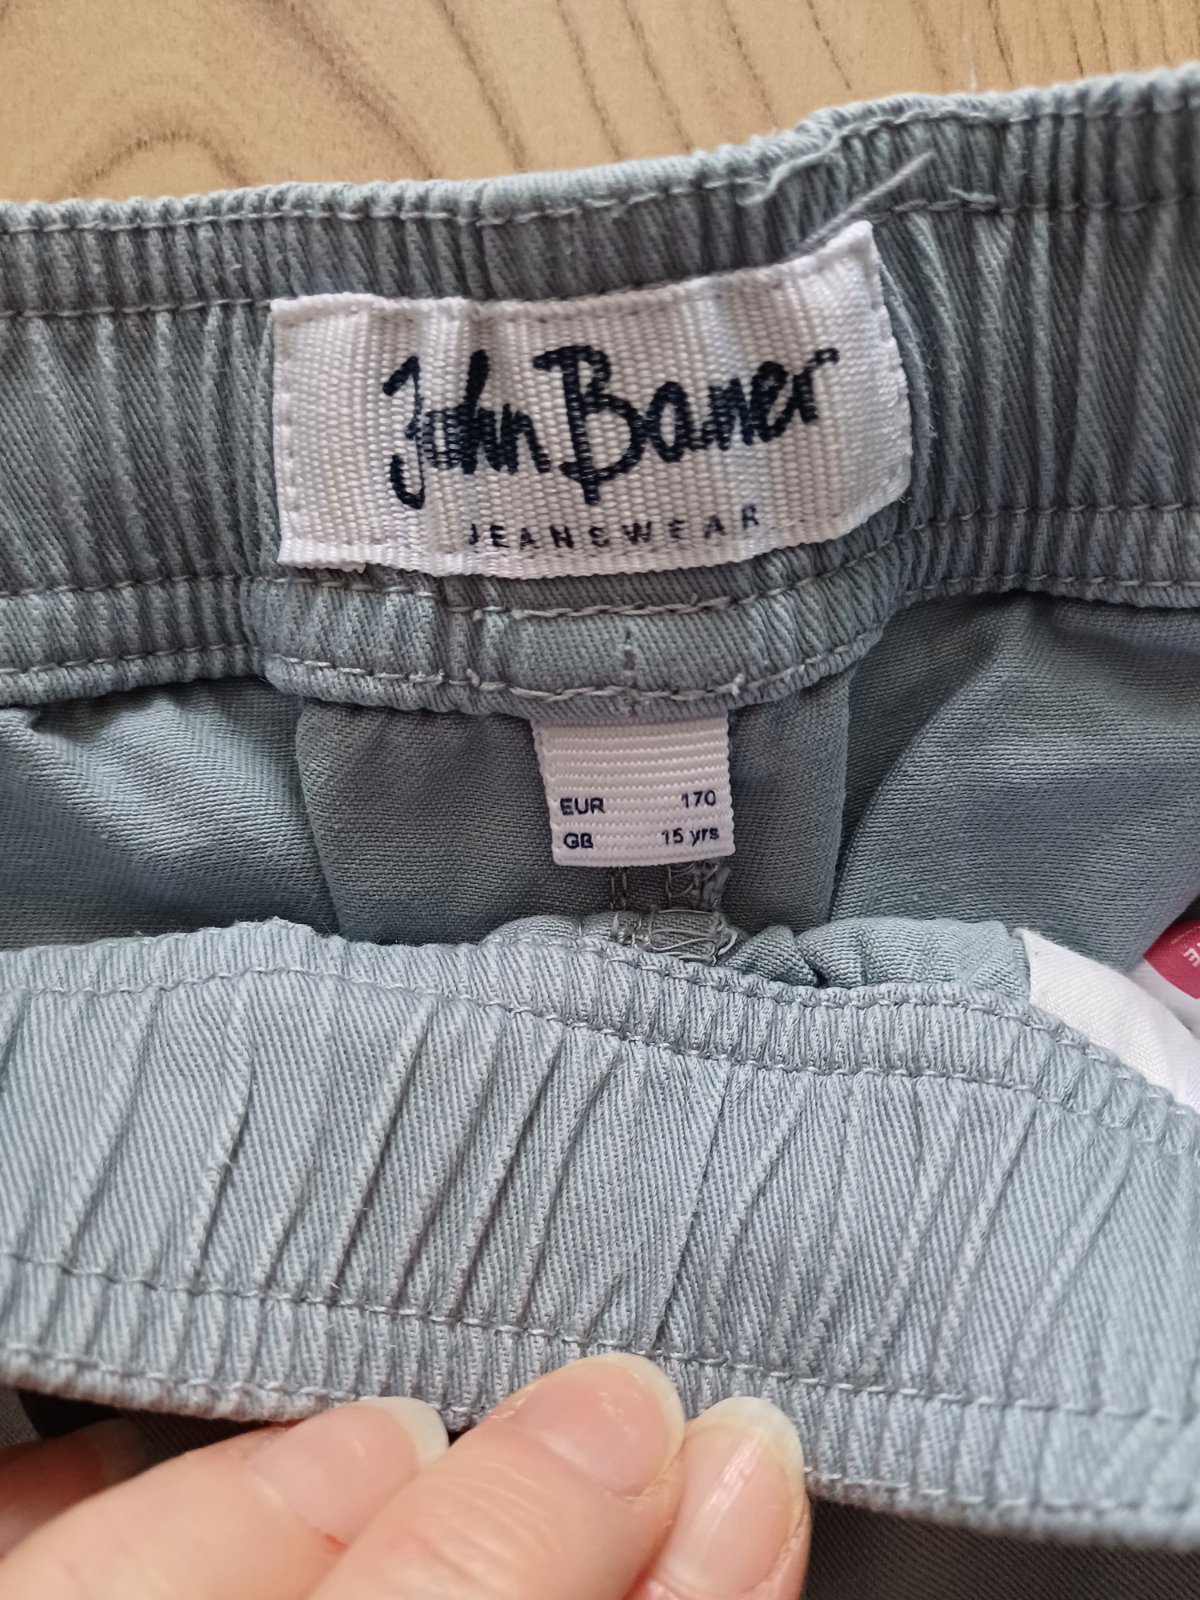 John Baner
JEANSWEAR
EUR 170
GB 15 yrs